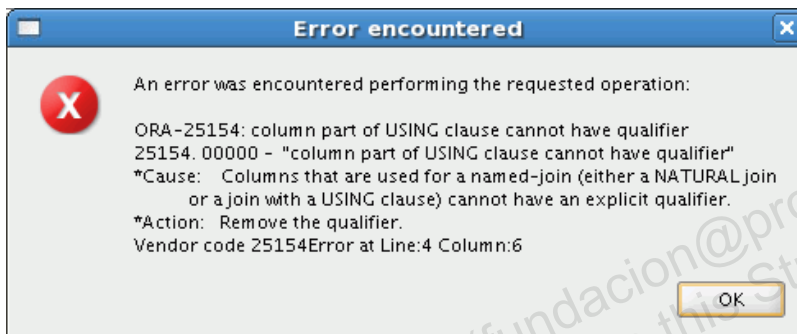 Error encountered
An error was encountered performing the requested operation:
ORA-25154: column part of USING clause cannot have qualifier
25154. 00000 - "column part of USING clause cannot have qualifier"
*Cause: Columns that are used for a named-join (either a NATURAL join
or a join with a USING clause) cannot have an explicit qualifier.
*Action: Remove the qualifier.
Vendor code 25154Error at Line:4 Column:6
OK